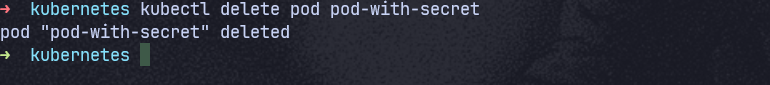 ➜ kubernetes kubectl delete pod pod-with-secret
pod "pod-with-secret" deleted
➜ kubernetes